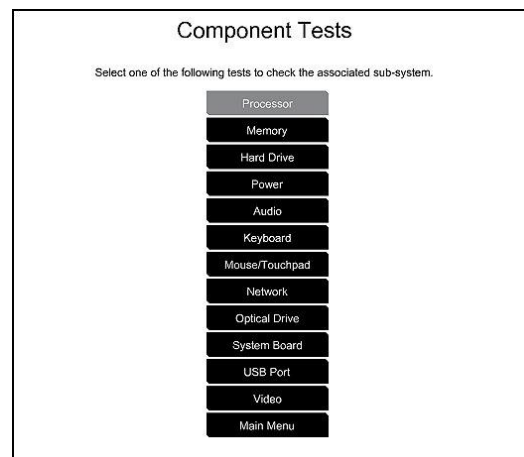 Component Tests
Select one of the following tests to check the associated sub-system.
Processor
Memory
Hard Drive
Power
Audio
Keyboard
Mouse/Touchpad
Network
Optical Drive
System Board
USB Port
Video
Main Menu